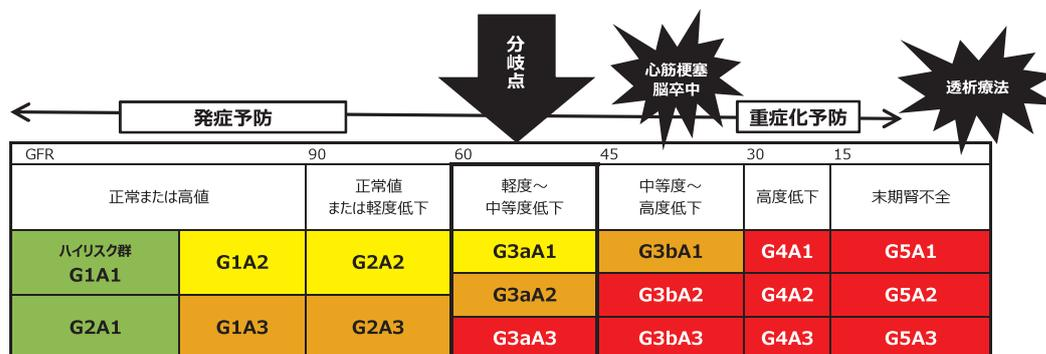 分岐点
心筋梗塞
脳卒中
透析療法
発症予防
重症化予防
GFR 90 60 45 30 15
正常または高値
正常値
または軽度低下
軽度～
中等度低下
中等度～
高度低下
高度低下
末期腎不全
ハイリスク群
G1A1
G1A2
G2A2
G3aA1
G3bA1
G4A1
G5A1
G3aA2
G3bA2
G4A2
G5A2
G2A1
G1A3
G2A3
G3aA3
G3bA3
G4A3
G5A3